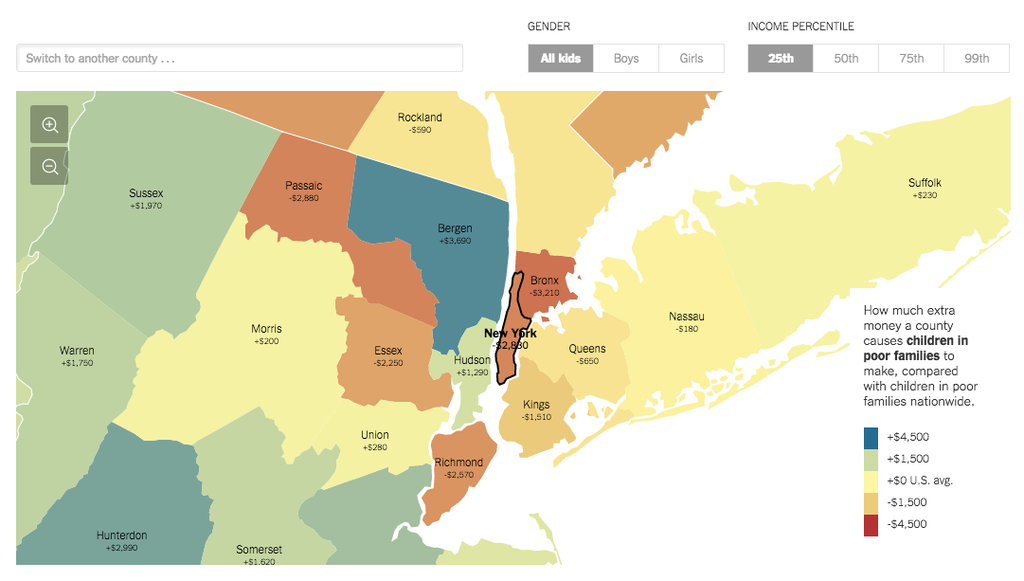 GENDER
INCOME PERCENTILE
Switch to another county . . .
All kids
Boys
Girls
25th
50th
75th
99th
Rockland
-$590
Sussex
+$1,970
Passaic
-$2,880
Suffolk
+$230
Bergen
+$3,690
Bronx
-$3,210
Nassau
-$180
Morris
+$200
New York
-$2,830
Warren
+$1,750
Essex
-$2,250
Hudson
+$1,290
Queens
-$650
Kings
-$1,510
Union
+$280
Richmond
-$2,570
Hunterdon
+$2,990
Somerset
+$1,620
How much extra
money a county
causes children in
poor families to
make, compared
with children in poor
families nationwide.
+$4,500
+$1,500
+$0 U.S. avg.
-$1,500
-$4,500